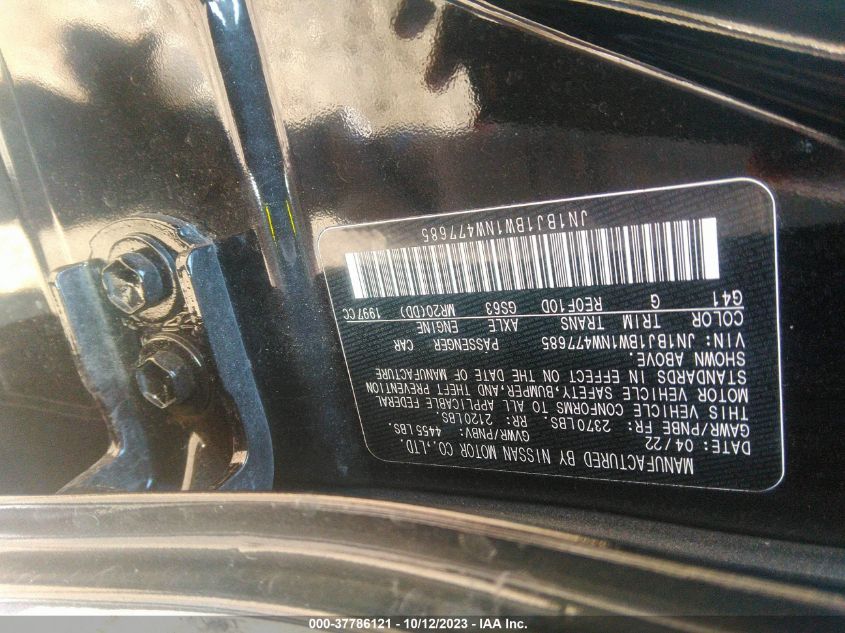 MANUFACTURED BY NISSAN MOTOR CO.,LTD.
DATE: 04/22 GVWR/PNBV: 4455LBS.
GAWR/PNBE FR: 2370LBS. RR: 2120LBS.
THIS VEHICLE CONFORMS TO ALL APPLICABLE FEDERAL
MOTOR VEHICLE SAFETY,BUMPER,AND THEFT PREVENTION
STANDARDS IN EFFECT ON THE DATE OF MANUFACTURE
SHOWN ABOVE.
VIN: JN1BJ1BW1NW477685 PASSENGER CAR
COLOR TRIM TRANS AXLE ENGINE
G41 G RE0F10D GS63 MR20(DD) 1997CC
JN1BJ1BW1NW477685
000-37786121 - 10/12/2023 - IAA Inc.